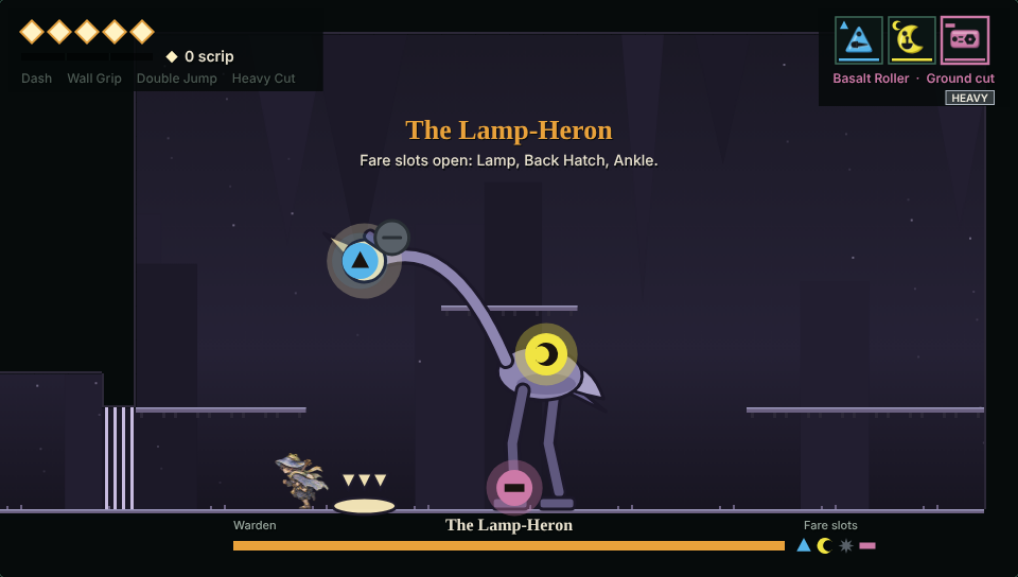 0 scrip
Dash Wall Grip Double Jump Heavy Cut
Basalt Roller · Ground cut
HEAVY
The Lamp-Heron
Fare slots open: Lamp, Back Hatch, Ankle.
Warden
The Lamp-Heron
Fare slots